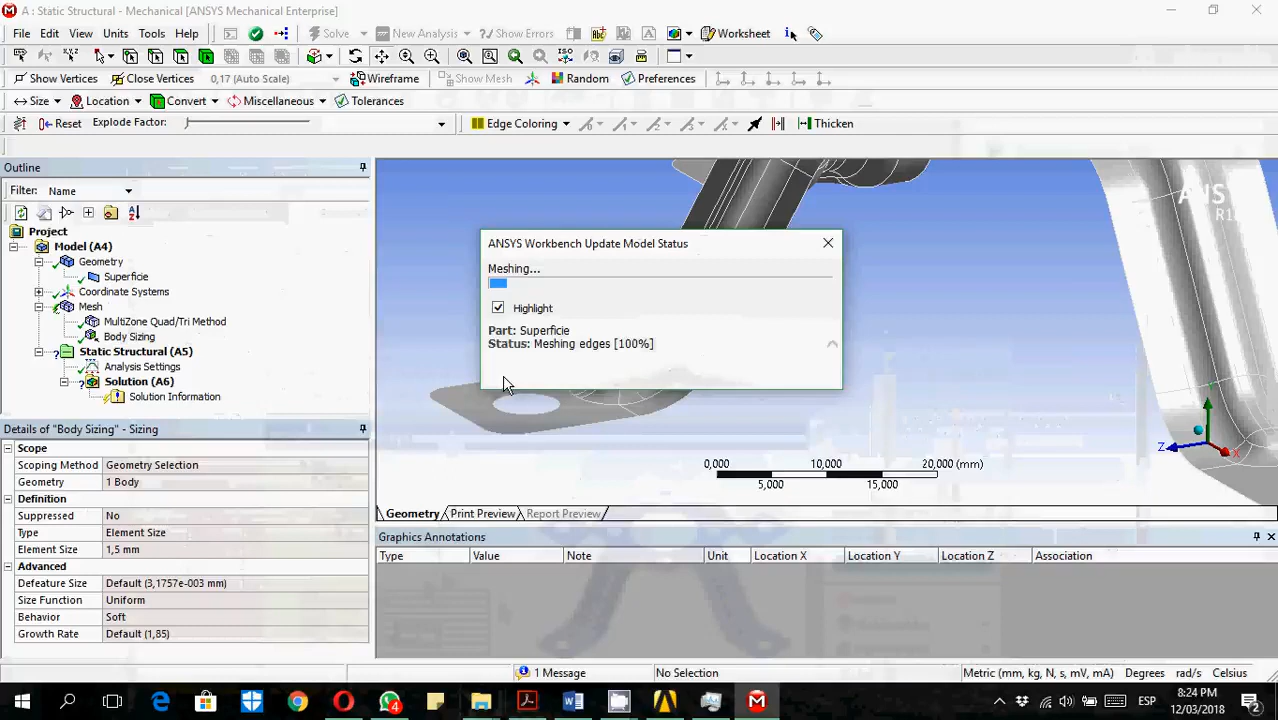 A : Static Structural - Mechanical [ANSYS Mechanical Enterprise]
File Edit View Units Tools Help Solve New Analysis Show Errors Worksheet
Show Vertices Close Vertices 0,17 (Auto Scale) Wireframe Show Mesh Random Preferences
Size Location Convert Miscellaneous Tolerances
Reset Explode Factor: Edge Coloring Thicken
Outline
Filter: Name
Project
Model (A4)
Geometry
Superficie
Coordinate Systems
Mesh
MultiZone Quad/Tri Method
Body Sizing
Static Structural (A5)
Analysis Settings
Solution (A6)
Solution Information
Details of "Body Sizing" - Sizing
Scope
Scoping Method Geometry Selection
Geometry 1 Body
Definition
Suppressed No
Type Element Size
Element Size 1,5 mm
Advanced
Defeature Size Default (3,1757e-003 mm)
Size Function Uniform
Behavior Soft
Growth Rate Default (1,85)
ANS
ANSYS Workbench Update Model Status
Meshing...
Highlight
Part: Superficie
Status: Meshing edges [100%]
Z
X
0,000 10,000 20,000 (mm)
5,000 15,000
Geometry Print Preview Report Preview
Graphics Annotations
Type Value Note Unit Location X Location Y Location Z Association
1 Message No Selection Metric (mm, kg, N, s, mV, mA) Degrees rad/s Celsius
4
ESP
8:24 PM
12/03/2018
2